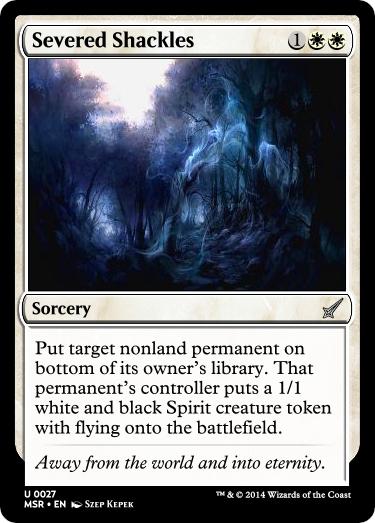 Severed Shackles 1
Sorcery
Put target nonland permanent on
bottom of its owner's library. That
permanent's controller puts a 1/1
white and black Spirit creature token
with flying onto the battlefield.
Away from the world and into eternity.
U 0027
MSR • EN Szep Kepek
™ & © 2014 Wizards of the Coast